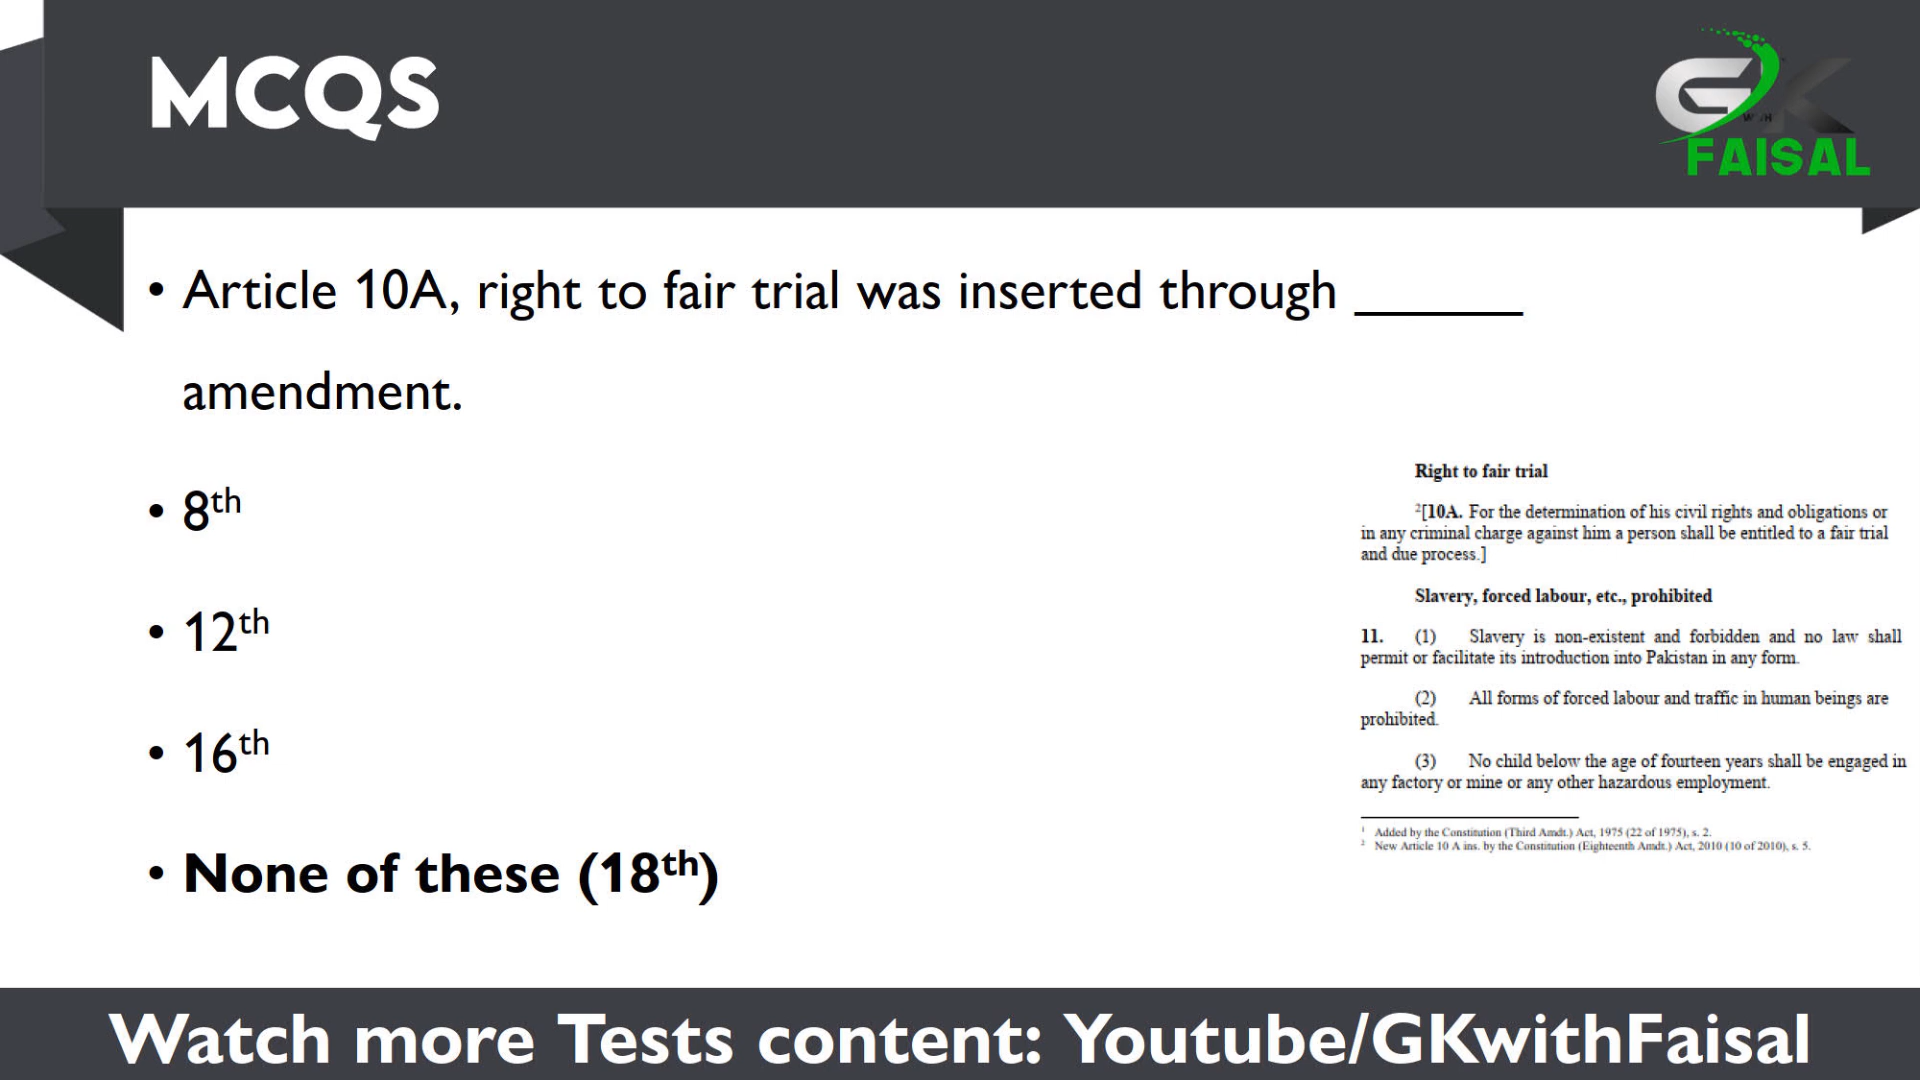 MCQS
GK
WITH
FAISAL
• Article 10A, right to fair trial was inserted through ______
amendment.
• 8th
• 12th
• 16th
• None of these (18th)
Right to fair trial
2[10A. For the determination of his civil rights and obligations or
in any criminal charge against him a person shall be entitled to a fair trial
and due process.]
Slavery, forced labour, etc., prohibited
11. (1) Slavery is non-existent and forbidden and no law shall
permit or facilitate its introduction into Pakistan in any form.
(2) All forms of forced labour and traffic in human beings are
prohibited.
(3) No child below the age of fourteen years shall be engaged in
any factory or mine or any other hazardous employment.
1 Added by the Constitution (Third Amdt.) Act, 1975 (22 of 1975), s. 2.
2 New Article 10 A ins. by the Constitution (Eighteenth Amdt.) Act, 2010 (10 of 2010), s. 5.
Watch more Tests content: Youtube/GKwithFaisal